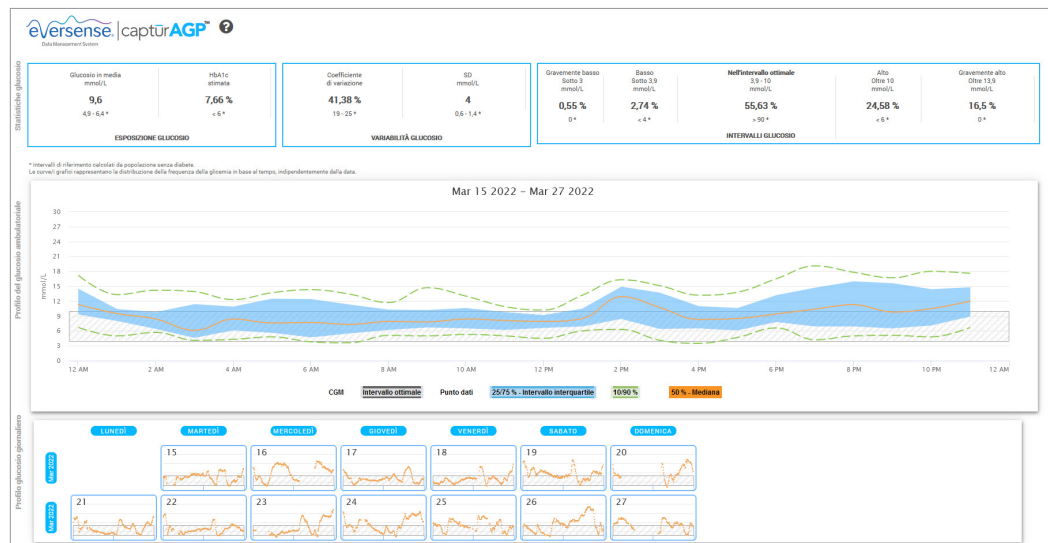 eversense. | captūrAGP™ ?
Data Management System
Statistiche glucosio
Glucosio in media
mmol/L
9,6
4,9 - 6,4 *
HbA1c
stimata
7,66 %
< 6 *
ESPOSIZIONE GLUCOSIO
Coefficiente
di variazione
41,38 %
19 - 25 *
SD
mmol/L
4
0,6 - 1,4 *
VARIABILITÀ GLUCOSIO
Gravemente basso
Sotto 3
mmol/L
0,55 %
0 *
Basso
Sotto 3,9
mmol/L
2,74 %
< 4 *
Nell'intervallo ottimale
3,9 - 10
mmol/L
55,63 %
> 90 *
Alto
Oltre 10
mmol/L
24,58 %
< 6 *
Gravemente alto
Oltre 13,9
mmol/L
16,5 %
0 *
INTERVALLI GLUCOSIO
* Intervalli di riferimento calcolati da popolazione senza diabete.
Le curve/i grafici rappresentano la distribuzione della frequenza della glicemia in base al tempo, indipendentemente dalla data.
Profilo del glucosio ambulatoriale
Mar 15 2022 – Mar 27 2022
mmol/L
30
27
24
21
18
15
12
9
6
3
0
12 AM 2 AM 4 AM 6 AM 8 AM 10 AM 12 PM 2 PM 4 PM 6 PM 8 PM 10 PM 12 AM
CGM Intervallo ottimale Punto dati 25/75 % - Intervallo interquartile 10/90 % 50 % - Mediana
Profilo glucosio giornaliero
LUNEDÌ MARTEDÌ MERCOLEDÌ GIOVEDÌ VENERDÌ SABATO DOMENICA
Mar 2022
15 16 17 18 19 20
Mar 2022
21 22 23 24 25 26 27